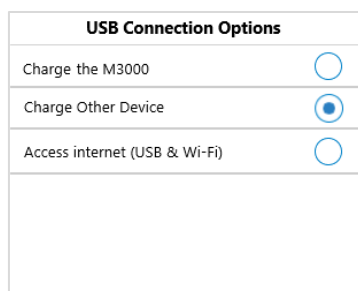 USB Connection Options
Charge the M3000
Charge Other Device
Access internet (USB & Wi-Fi)